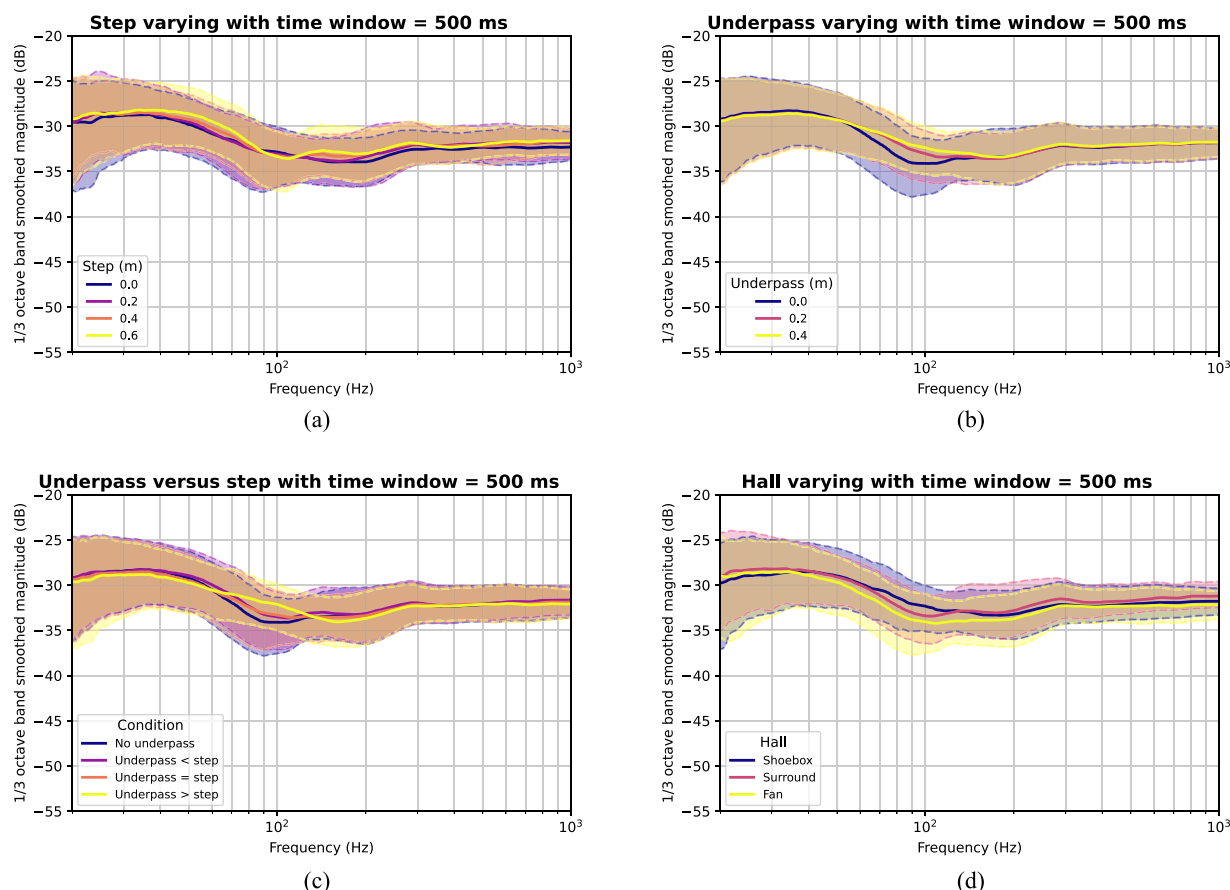 Step varying with time window = 500 ms
1/3 octave band smoothed magnitude (dB)
−20
−25
−30
−35
−40
−45
−50
−55
Step (m)
0.0
0.2
0.4
0.6
10²
10³
Frequency (Hz)
(a)
Underpass varying with time window = 500 ms
1/3 octave band smoothed magnitude (dB)
−20
−25
−30
−35
−40
−45
−50
−55
Underpass (m)
0.0
0.2
0.4
10²
10³
Frequency (Hz)
(b)
Underpass versus step with time window = 500 ms
1/3 octave band smoothed magnitude (dB)
−20
−25
−30
−35
−40
−45
−50
−55
Condition
No underpass
Underpass < step
Underpass = step
Underpass > step
10²
10³
Frequency (Hz)
(c)
Hall varying with time window = 500 ms
1/3 octave band smoothed magnitude (dB)
−20
−25
−30
−35
−40
−45
−50
−55
Hall
Shoebox
Surround
Fan
10²
10³
Frequency (Hz)
(d)